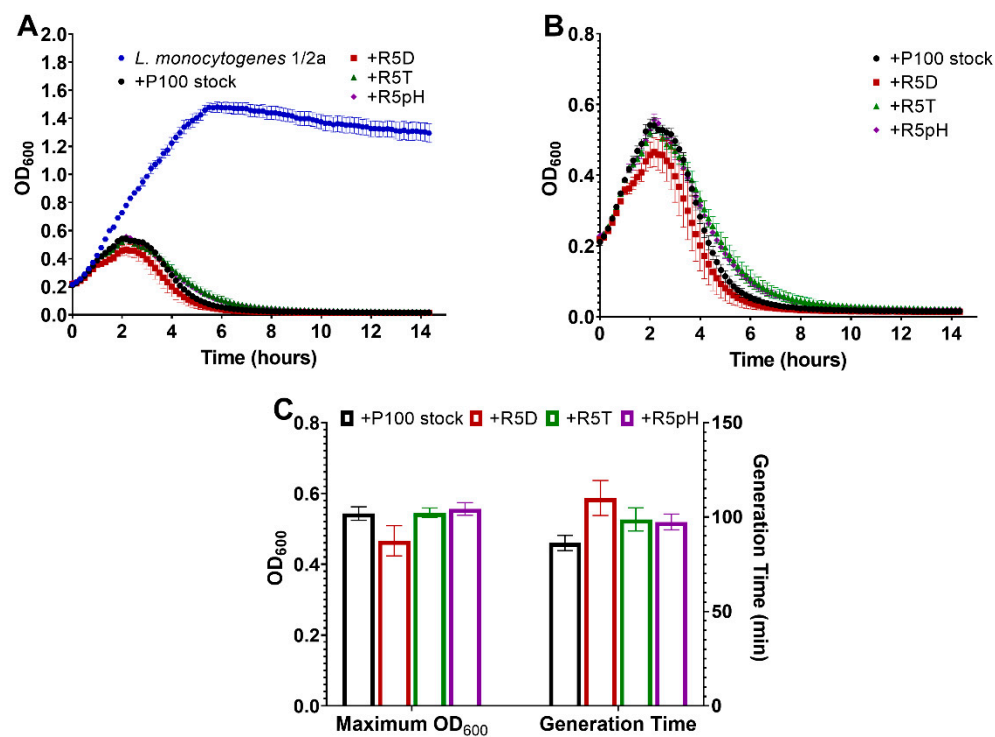 A
L. monocytogenes 1/2a
+P100 stock
+R5D
+R5T
+R5pH
OD600
2.0
1.8
1.6
1.4
1.2
1.0
0.8
0.6
0.4
0.2
0.0
0 2 4 6 8 10 12 14
Time (hours)
B
+P100 stock
+R5D
+R5T
+R5pH
OD600
0.8
0.6
0.4
0.2
0.0
0 2 4 6 8 10 12 14
Time (hours)
C
+P100 stock +R5D +R5T +R5pH
OD600
0.8
0.6
0.4
0.2
0.0
150
100
50
0
Generation Time (min)
Maximum OD600 Generation Time